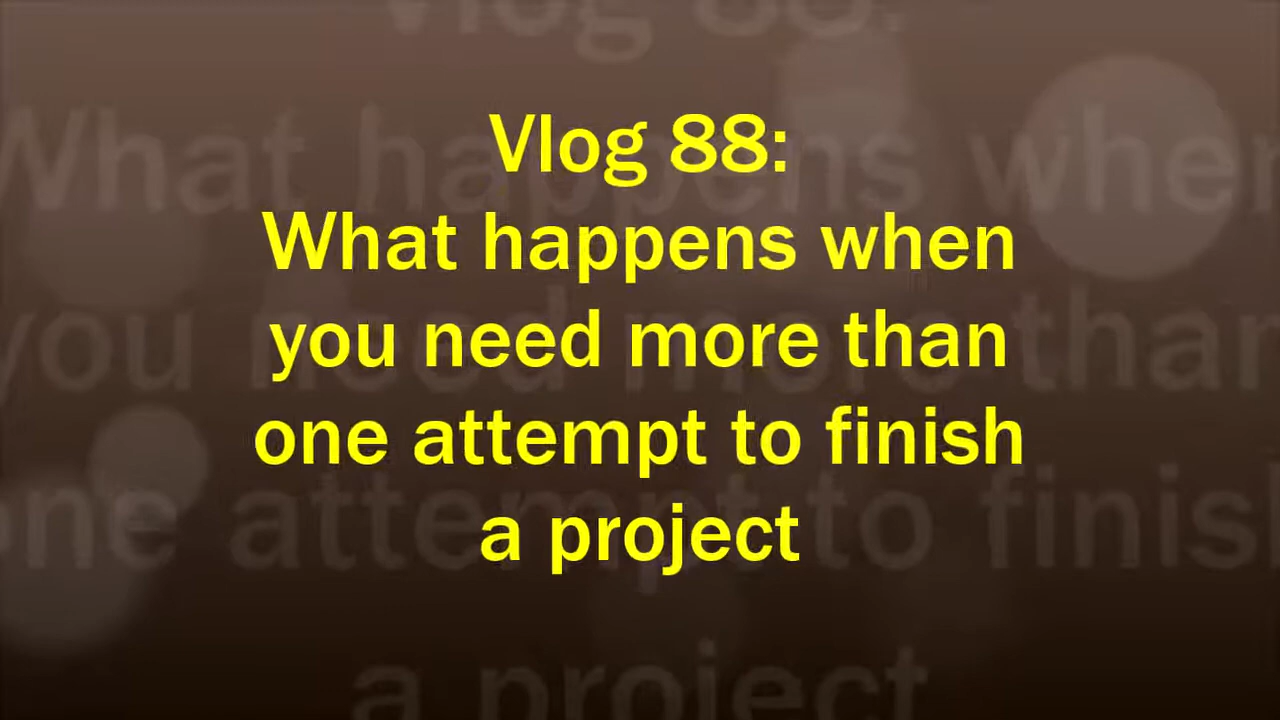 Vlog 88:
What happens when
you need more than
one attempt to finish
a project